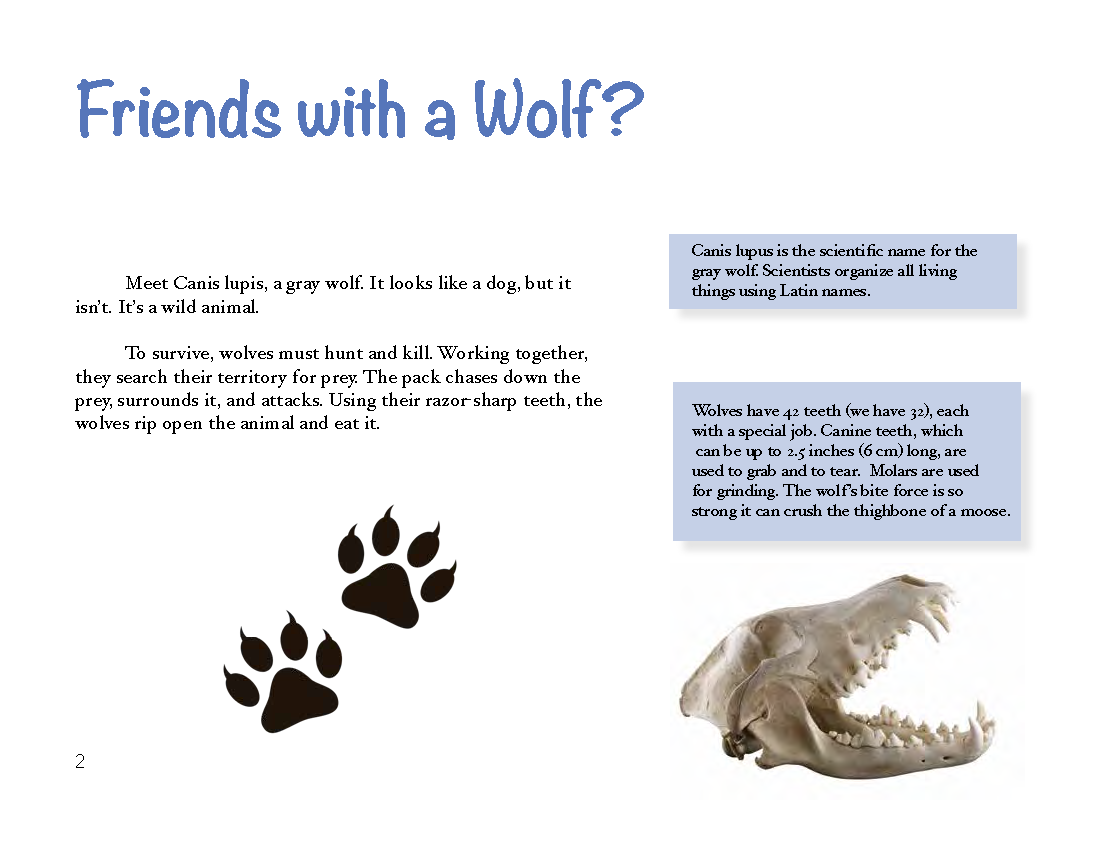 Friends with a Wolf?
Meet Canis lupis, a gray wolf. It looks like a dog, but it
isn't. It's a wild animal.
To survive, wolves must hunt and kill. Working together,
they search their territory for prey. The pack chases down the
prey, surrounds it, and attacks. Using their razor-sharp teeth, the
wolves rip open the animal and eat it.
Canis lupus is the scientific name for the
gray wolf. Scientists organize all living
things using Latin names.
Wolves have 42 teeth (we have 32), each
with a special job. Canine teeth, which
can be up to 2.5 inches (6 cm) long, are
used to grab and to tear.  Molars are used
for grinding. The wolf's bite force is so
strong it can crush the thighbone of a moose.
2